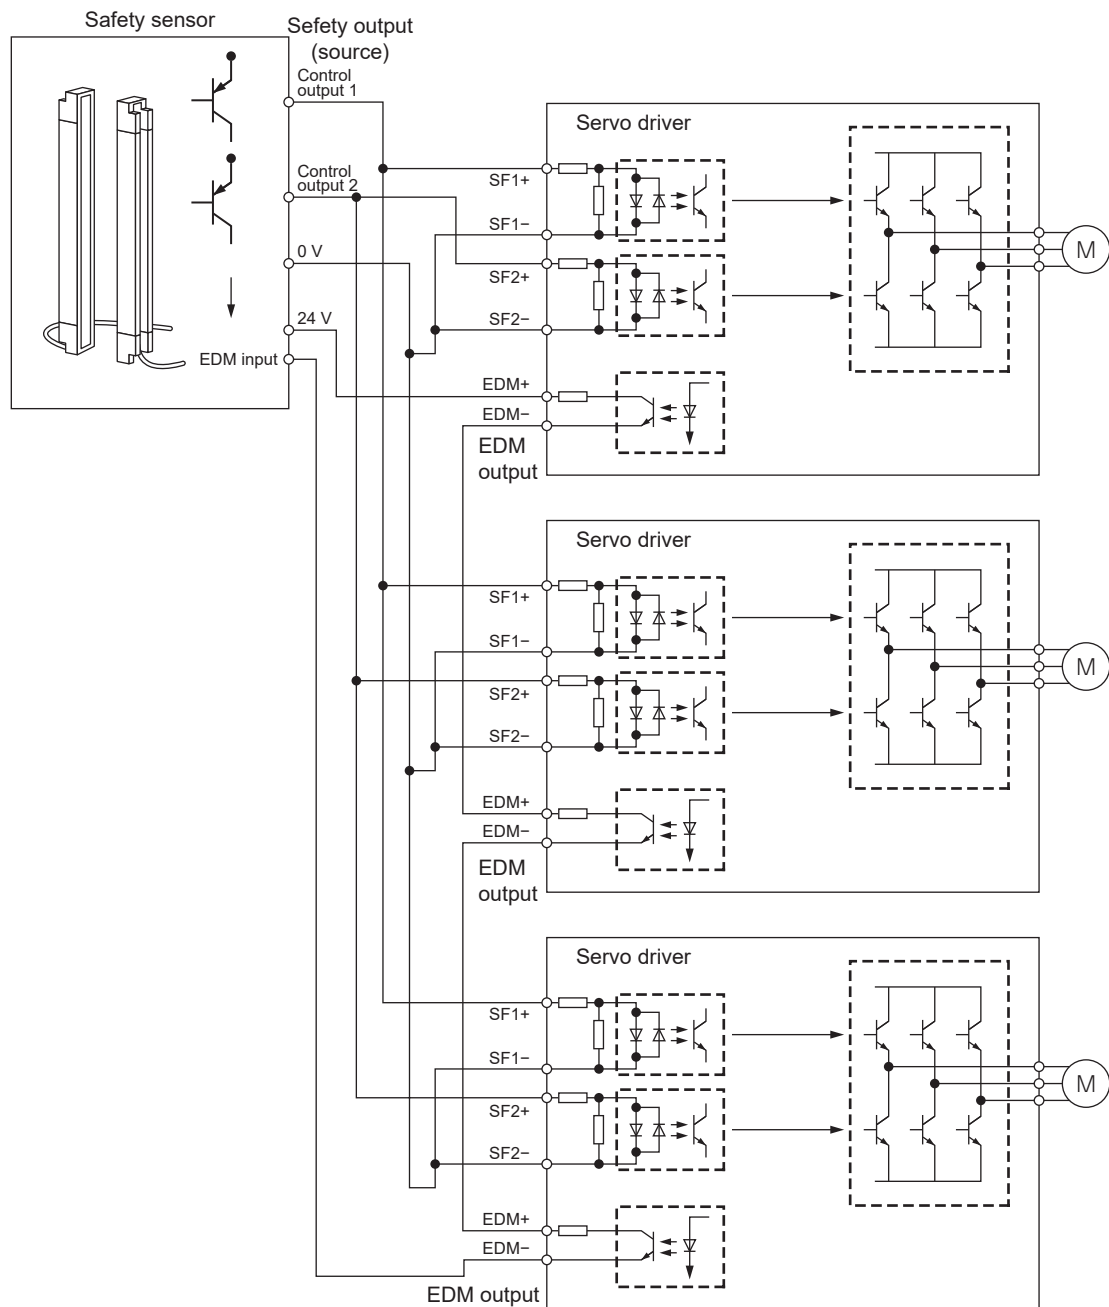 Safety sensor
Sefety output
(source)
Control
output 1
Control
output 2
0 V
24 V
EDM input
Servo driver
SF1+
SF1−
SF2+
SF2−
EDM+
EDM−
EDM
output
M
Servo driver
SF1+
SF1−
SF2+
SF2−
EDM+
EDM−
EDM
output
M
Servo driver
SF1+
SF1−
SF2+
SF2−
EDM+
EDM−
EDM output
M